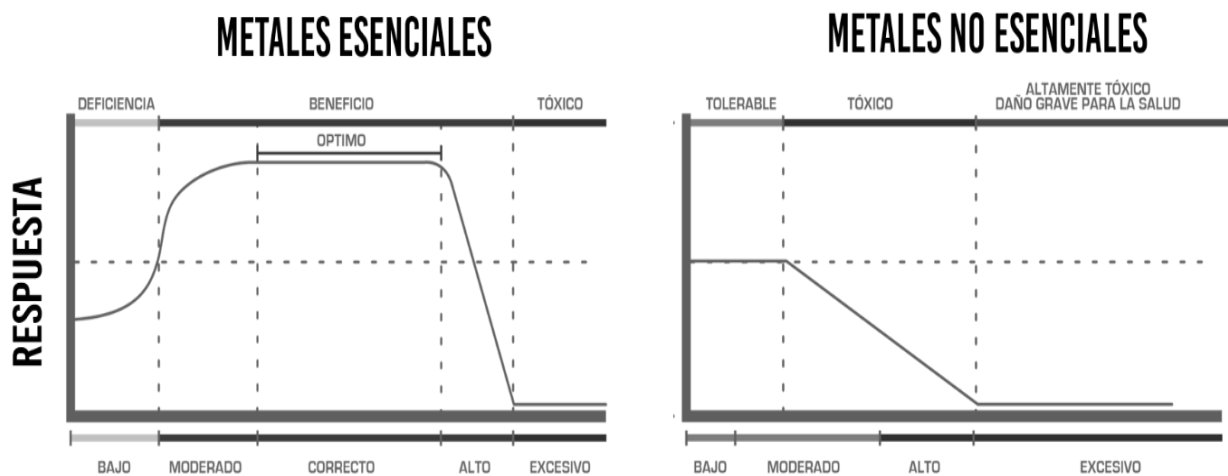 METALES ESENCIALES
DEFICIENCIA BENEFICIO TÓXICO
OPTIMO
RESPUESTA
BAJO MODERADO CORRECTO ALTO EXCESIVO
METALES NO ESENCIALES
TOLERABLE TÓXICO ALTAMENTE TÓXICO
DAÑO GRAVE PARA LA SALUD
BAJO MODERADO ALTO EXCESIVO